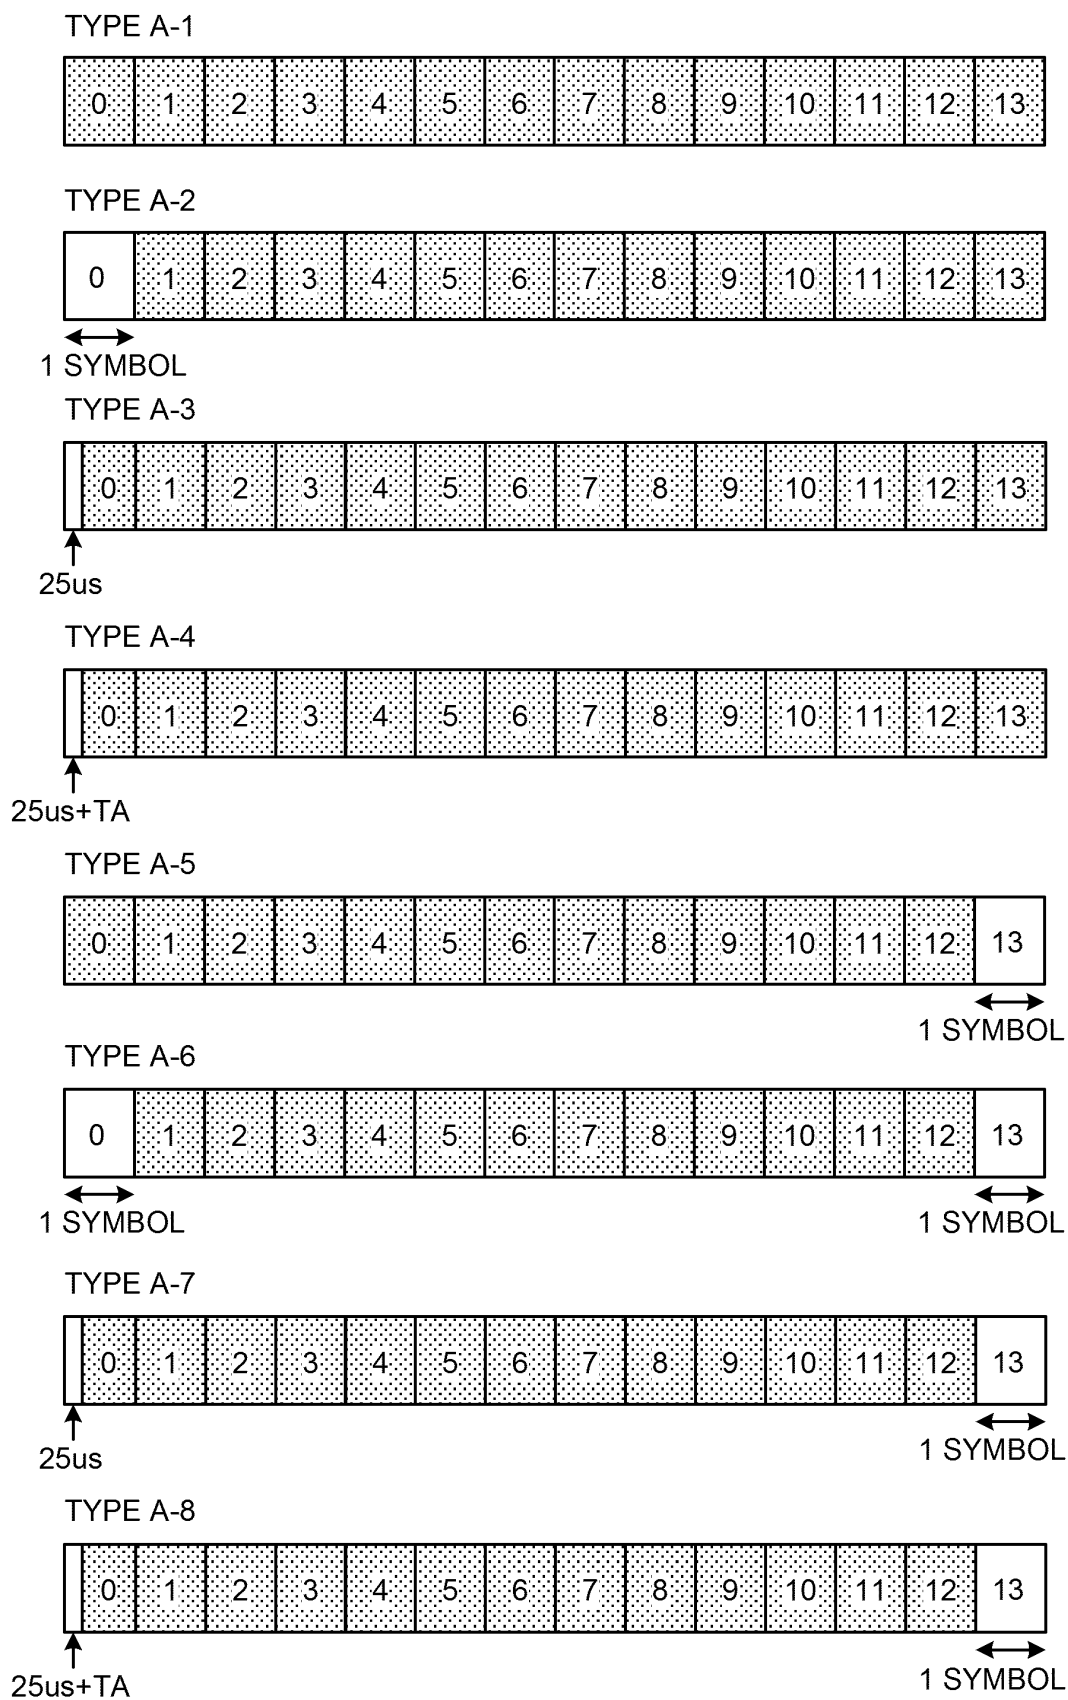 TYPE A-1
0 1 2 3 4 5 6 7 8 9 10 11 12 13
TYPE A-2
0 1 2 3 4 5 6 7 8 9 10 11 12 13
1 SYMBOL
TYPE A-3
0 1 2 3 4 5 6 7 8 9 10 11 12 13
25us
TYPE A-4
0 1 2 3 4 5 6 7 8 9 10 11 12 13
25us+TA
TYPE A-5
0 1 2 3 4 5 6 7 8 9 10 11 12 13
1 SYMBOL
TYPE A-6
0 1 2 3 4 5 6 7 8 9 10 11 12 13
1 SYMBOL 1 SYMBOL
TYPE A-7
0 1 2 3 4 5 6 7 8 9 10 11 12 13
25us 1 SYMBOL
TYPE A-8
0 1 2 3 4 5 6 7 8 9 10 11 12 13
25us+TA 1 SYMBOL